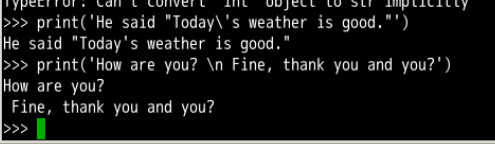 TypeError: Can't convert 'int' object to str implicitly
>>> print('He said "Today\'s weather is good."')
He said "Today's weather is good."
>>> print('How are you? \n Fine, thank you and you?')
How are you?
 Fine, thank you and you?
>>>